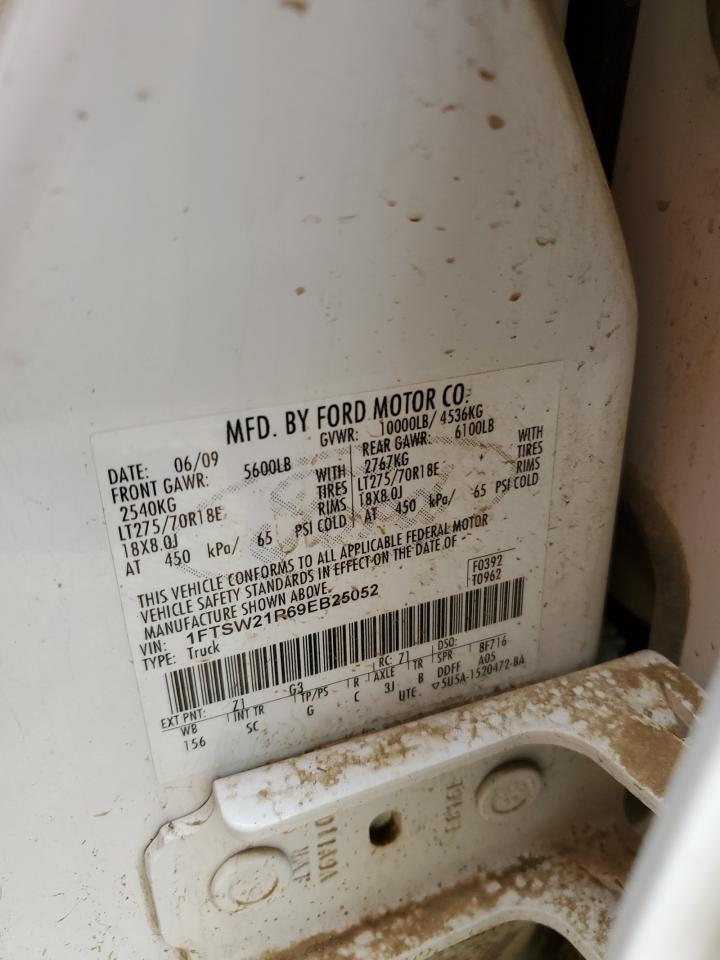 MFD. BY FORD MOTOR CO.
DATE: 06/09 GVWR: 10000LB/ 4536KG
FRONT GAWR: 5600LB REAR GAWR: 6100LB
2540KG WITH 2767KG WITH
LT275/70R18E TIRES LT275/70R18E TIRES
18X8.0J RIMS 18X8.0J RIMS
AT 450 kPa/ 65 PSI COLD AT 450 kPa/ 65 PSI COLD
THIS VEHICLE CONFORMS TO ALL APPLICABLE FEDERAL MOTOR
VEHICLE SAFETY STANDARDS IN EFFECT ON THE DATE OF
MANUFACTURE SHOWN ABOVE.
VIN: 1FTSW21R69EB25052 F0392
TYPE: Truck T0962
EXT PNT: Z1 G3 RC: 71 DSO:
WB INT TR TP/PS R AXLE TR SPR BF716
156 SC G C 3J B DDFF A05
UTC ▽5U5A-1520472-BA